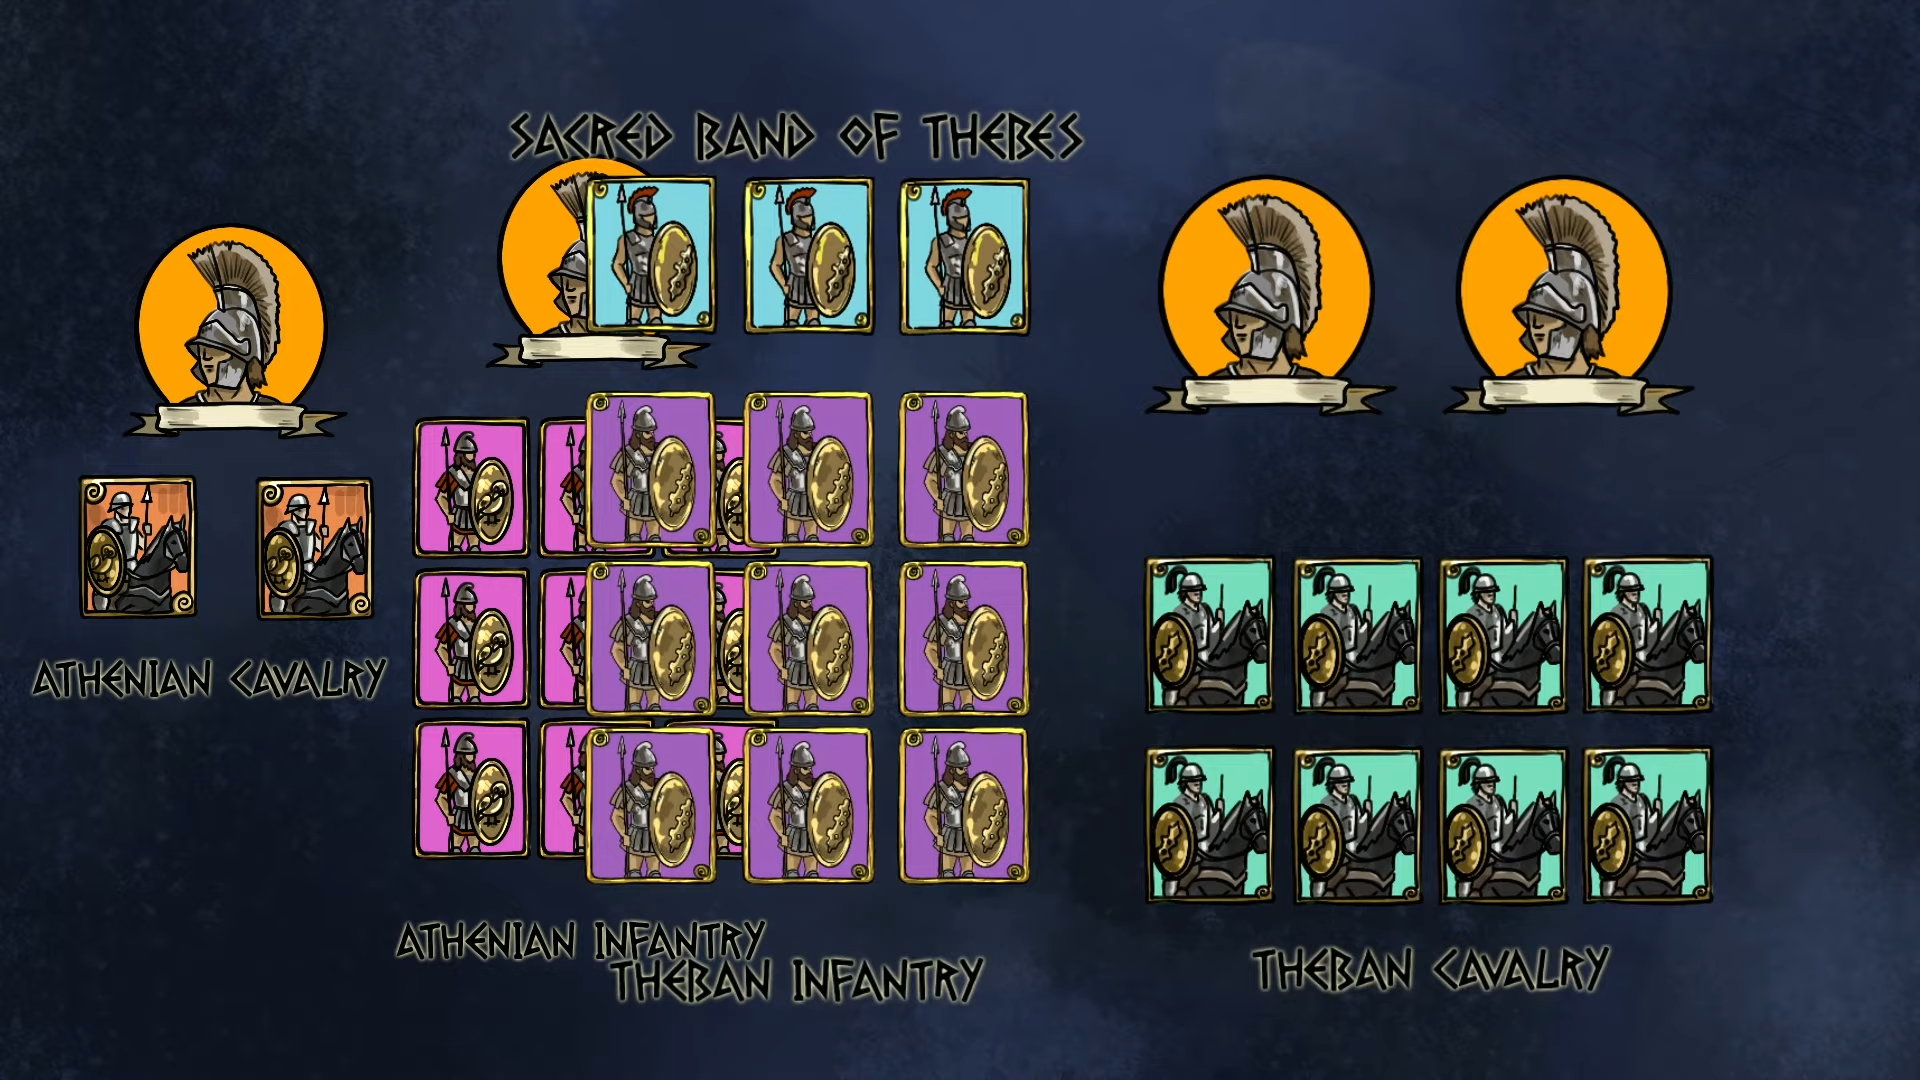 SACRED BAND OF THEBES
ATHENIAN CAVALRY
ATHENIAN INFANTRY
THEBAN INFANTRY
THEBAN CAVALRY